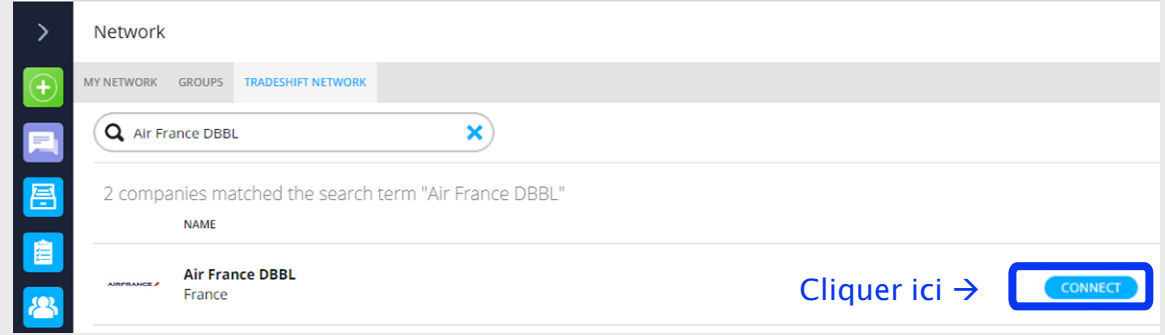 Network
MY NETWORK GROUPS TRADESHIFT NETWORK
Air France DBBL
2 companies matched the search term "Air France DBBL"
NAME
AIRFRANCE
Air France DBBL
France
Cliquer ici →
CONNECT